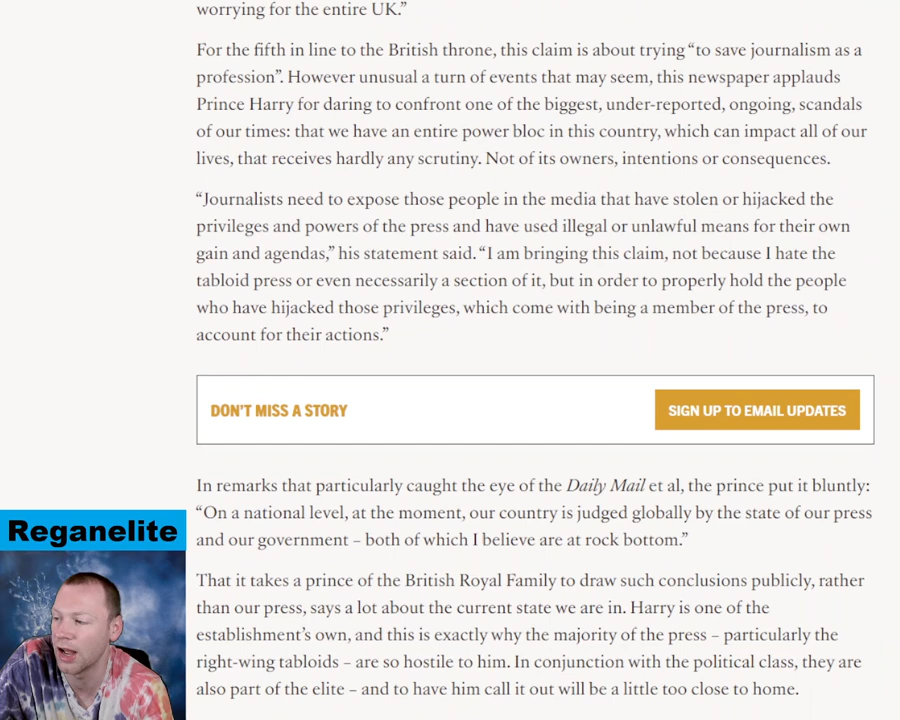 worrying for the entire UK.”
For the fifth in line to the British throne, this claim is about trying “to save journalism as a
profession”. However unusual a turn of events that may seem, this newspaper applauds
Prince Harry for daring to confront one of the biggest, under-reported, ongoing, scandals
of our times: that we have an entire power bloc in this country, which can impact all of our
lives, that receives hardly any scrutiny. Not of its owners, intentions or consequences.
“Journalists need to expose those people in the media that have stolen or hijacked the
privileges and powers of the press and have used illegal or unlawful means for their own
gain and agendas,” his statement said. “I am bringing this claim, not because I hate the
tabloid press or even necessarily a section of it, but in order to properly hold the people
who have hijacked those privileges, which come with being a member of the press, to
account for their actions.”
DON’T MISS A STORY
SIGN UP TO EMAIL UPDATES
In remarks that particularly caught the eye of the Daily Mail et al, the prince put it bluntly:
“On a national level, at the moment, our country is judged globally by the state of our press
and our government – both of which I believe are at rock bottom.”
That it takes a prince of the British Royal Family to draw such conclusions publicly, rather
than our press, says a lot about the current state we are in. Harry is one of the
establishment’s own, and this is exactly why the majority of the press – particularly the
right-wing tabloids – are so hostile to him. In conjunction with the political class, they are
also part of the elite – and to have him call it out will be a little too close to home.
Reganelite